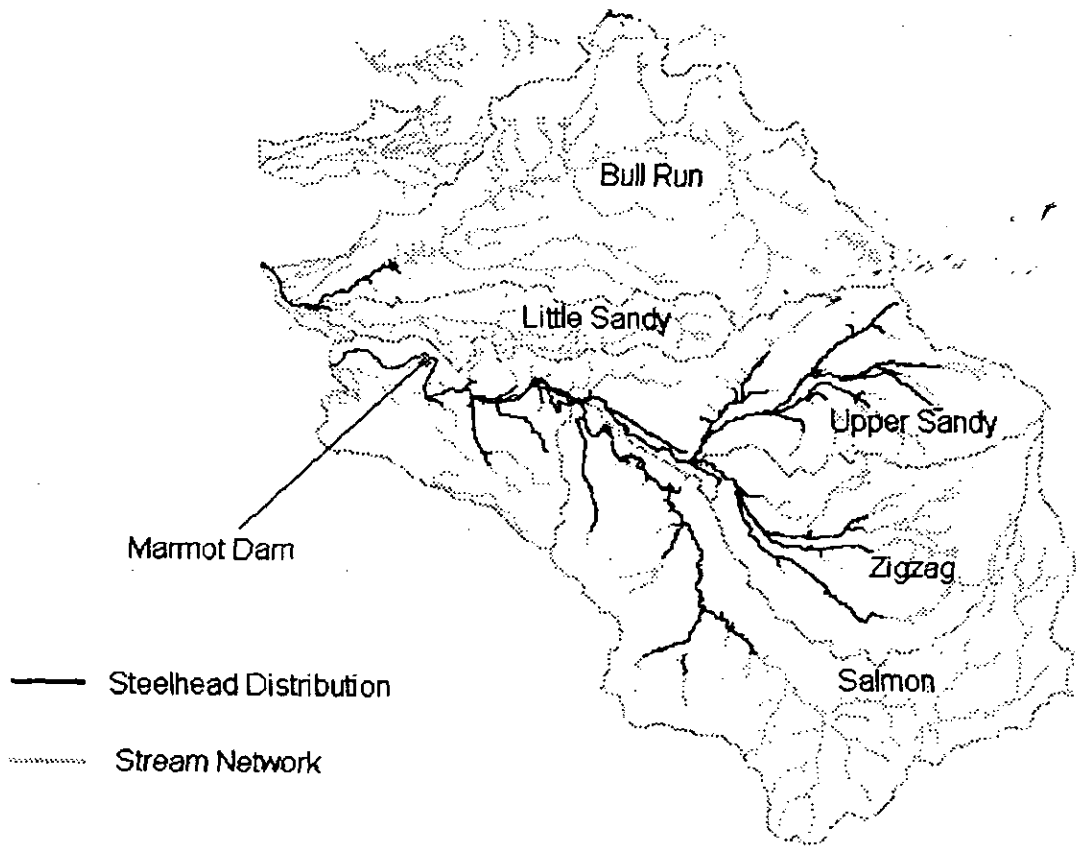 Bull Run
Little Sandy
Upper Sandy
Marmot Dam
Zigzag
Salmon
Steelhead Distribution
Stream Network